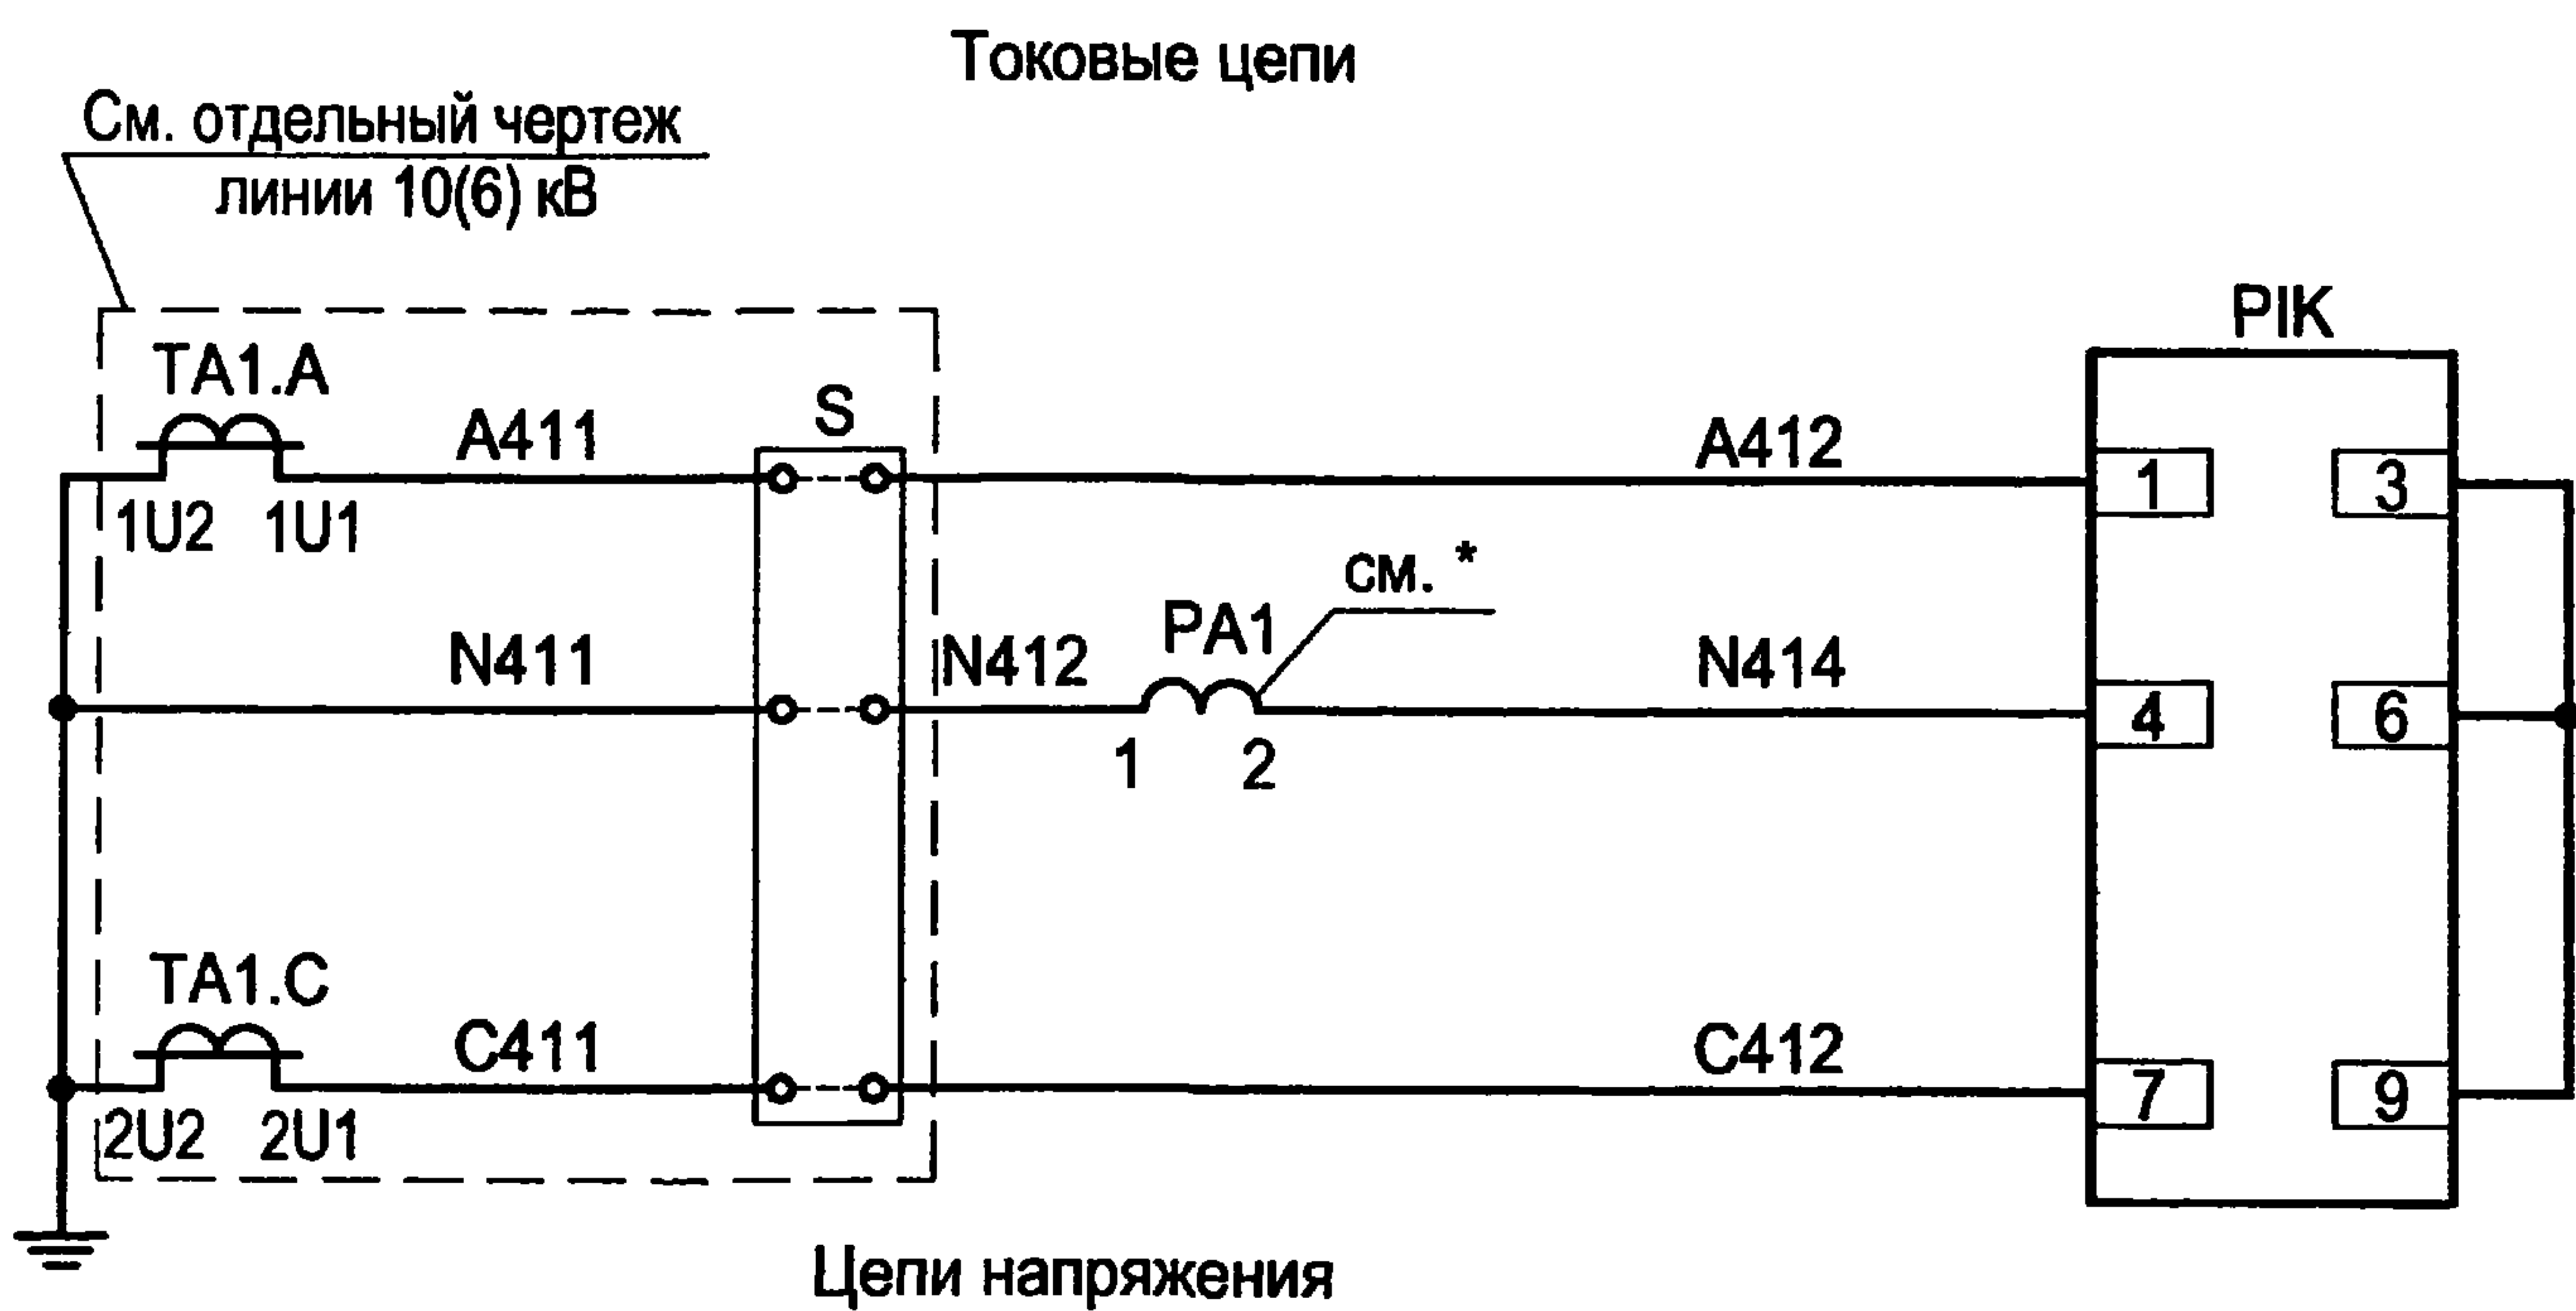 Токовые цепи
См. отдельный чертеж
линии 10(6) кВ
PIK
TA1.A
S
A411
A412
1
3
1U2
1U1
см. *
PA1
N411
N412
N414
4
6
1
2
TA1.C
C411
C412
7
9
2U2
2U1
Цепи напряжения